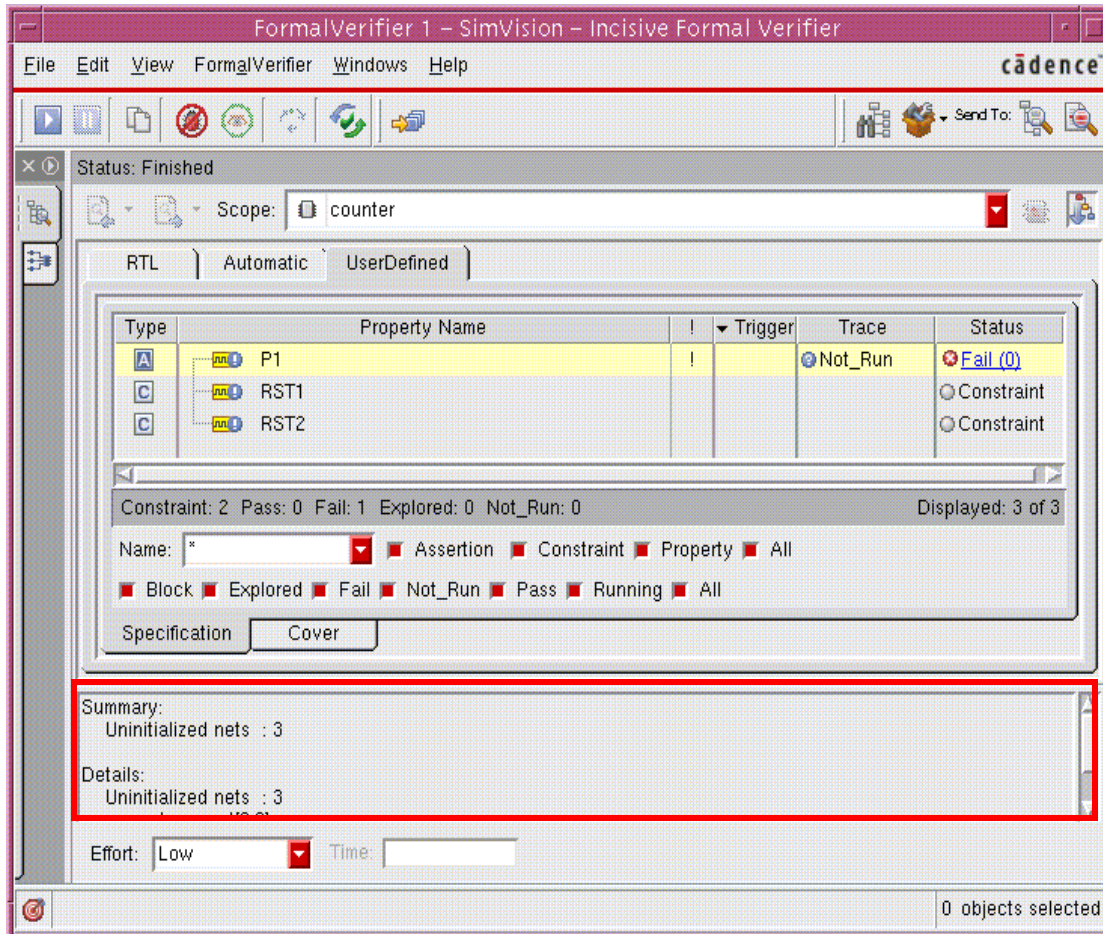 FormalVerifier 1 – SimVision – Incisive Formal Verifier
File Edit View FormalVerifier Windows Help cādence
Send To:
Status: Finished
Scope: counter
RTL Automatic UserDefined
Type Property Name ! Trigger Trace Status
A P1 ! Not_Run Fail (0)
C RST1 Constraint
C RST2 Constraint
Constraint: 2 Pass: 0 Fail: 1 Explored: 0 Not_Run: 0 Displayed: 3 of 3
Name: * Assertion Constraint Property All
Block Explored Fail Not_Run Pass Running All
Specification Cover
Summary:
Uninitialized nets : 3
Details:
Uninitialized nets : 3
Effort: Low Time:
0 objects selected